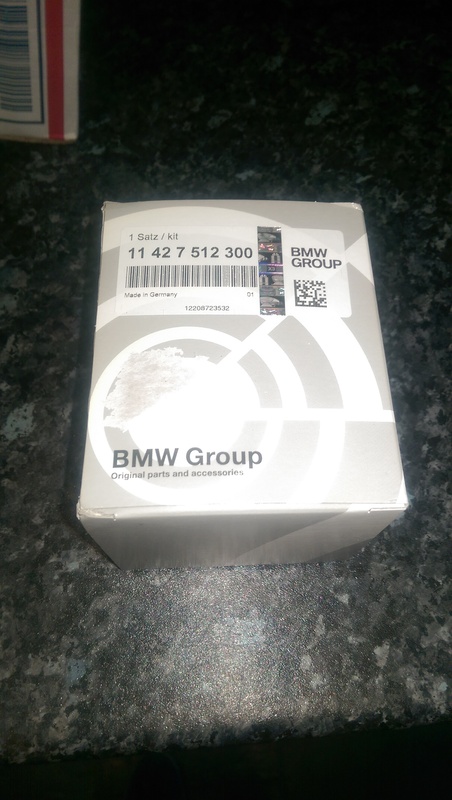 1 Satz / kit
11 42 7 512 300
Made in Germany 01
12208723532
BMW
GROUP
BMW Group
Original parts and accessories